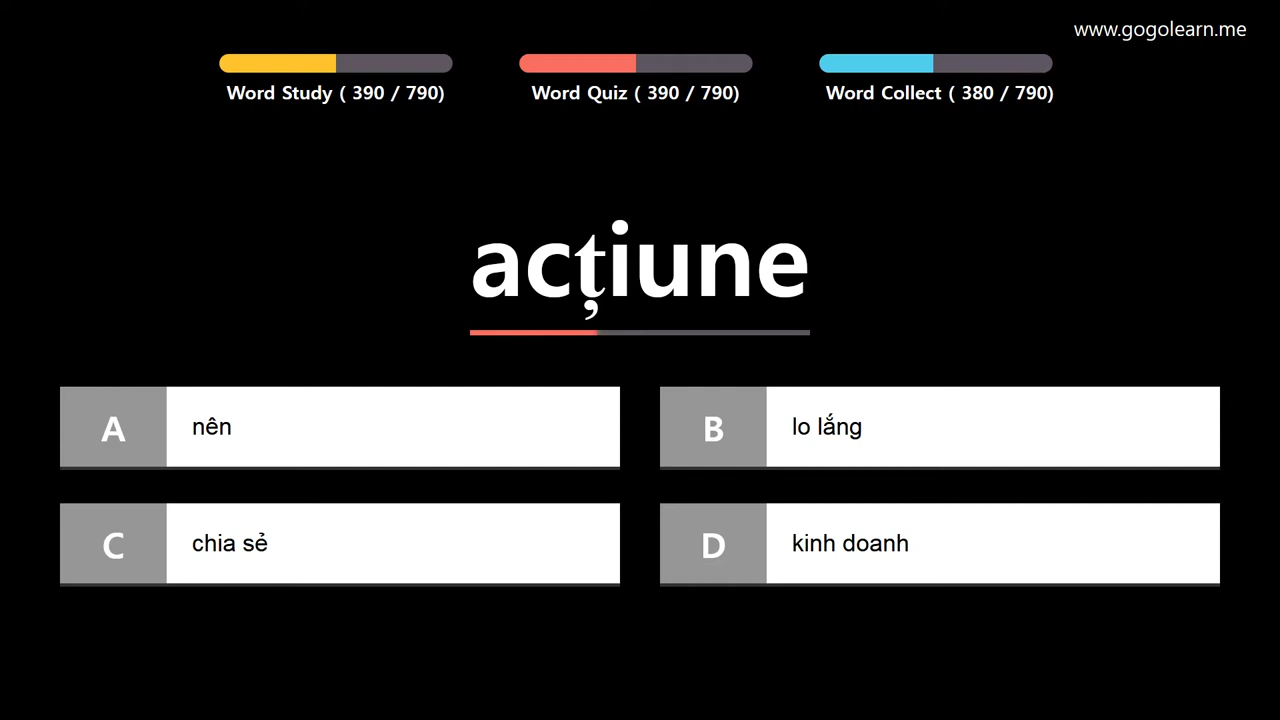 www.gogolearn.me
Word Study ( 390 / 790)
Word Quiz ( 390 / 790)
Word Collect ( 380 / 790)
acțiune
A
nên
B
lo lắng
C
chia sẻ
D
kinh doanh